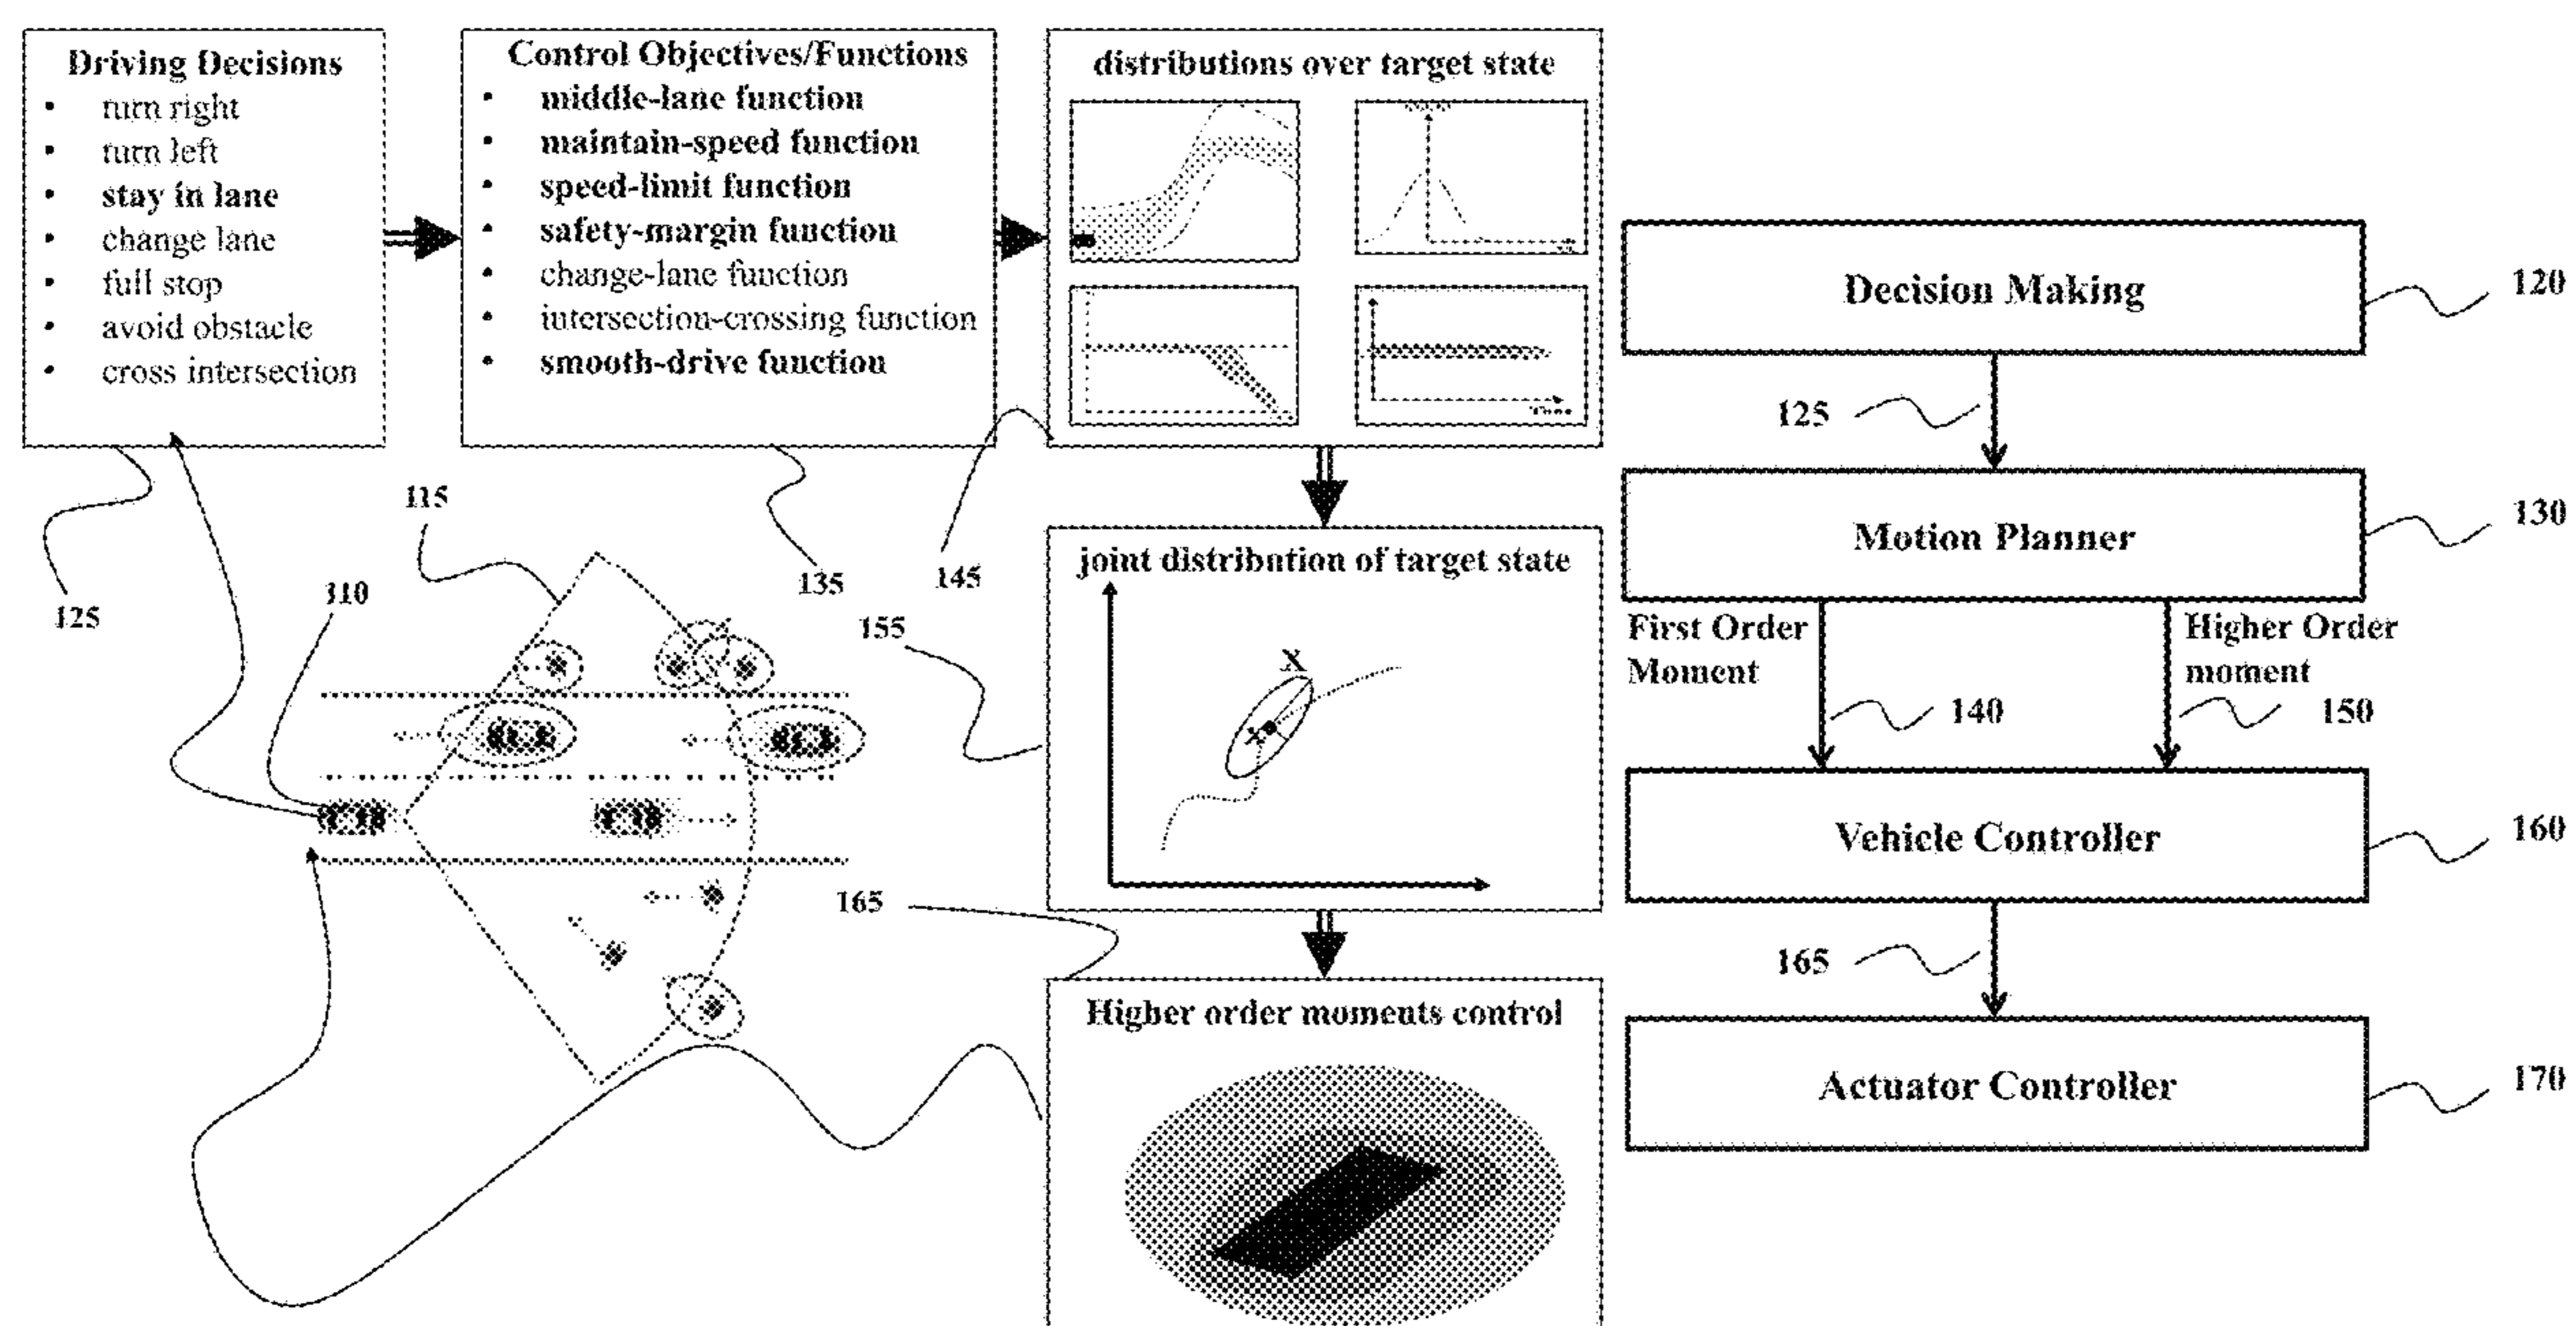 Driving Decisions
• turn right
• turn left
• stay in lane
• change lane
• full stop
• avoid obstacle
• cross intersection
Control Objectives/Functions
• middle-lane function
• maintain-speed function
• speed-limit function
• safety-margin function
• change-lane function
• intersection-crossing function
• smooth-drive function
distributions over target state
Decision Making
120
125
Motion Planner
130
First Order
Moment
Higher Order
moment
140
150
Vehicle Controller
160
165
Actuator Controller
170
115
110
125
135
145
155
joint distribution of target state
X
x
165
Higher order moments control